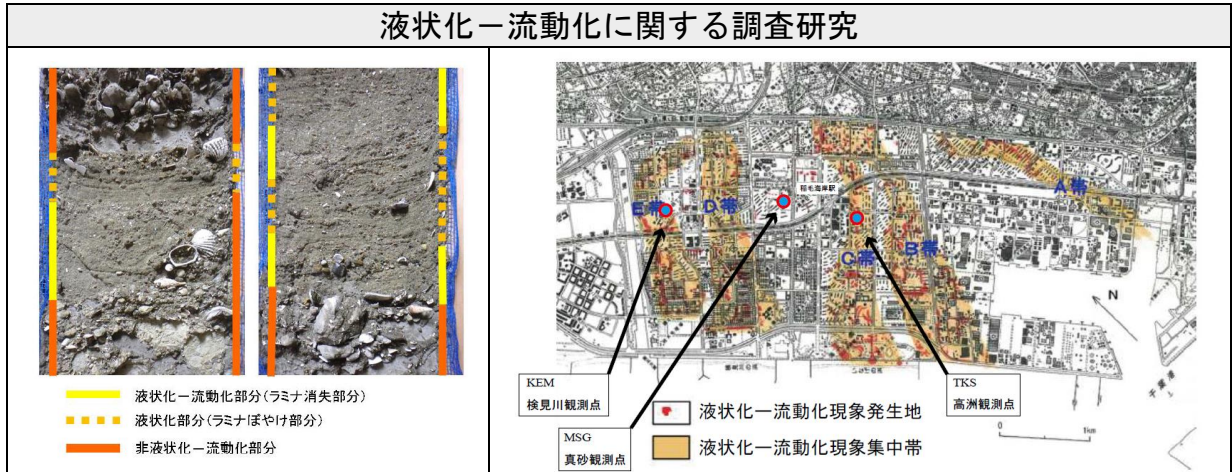 液状化－流動化に関する調査研究
液状化－流動化部分(ラミナ消失部分)
液状化部分(ラミナぼやけ部分)
非液状化－流動化部分
稲毛海岸駅
A帯
E帯
D帯
C帯
B帯
N
KEM
検見川観測点
MSG
真砂観測点
TKS
高洲観測点
液状化－流動化現象発生地
液状化－流動化現象集中帯
0
1km